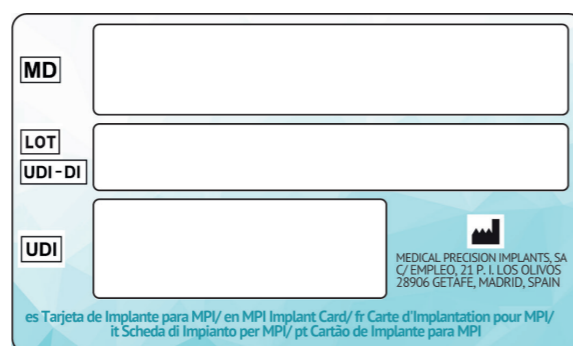 MD
LOT
UDI-DI
UDI
MEDICAL PRECISION IMPLANTS, SA
C/ EMPLEO, 21 P. I. LOS OLIVOS
28906 GETAFE, MADRID, SPAIN
es Tarjeta de Implante para MPI/ en MPI Implant Card/ fr Carte d'Implantation pour MPI/
it Scheda di Impianto per MPI/ pt Cartão de Implante para MPI